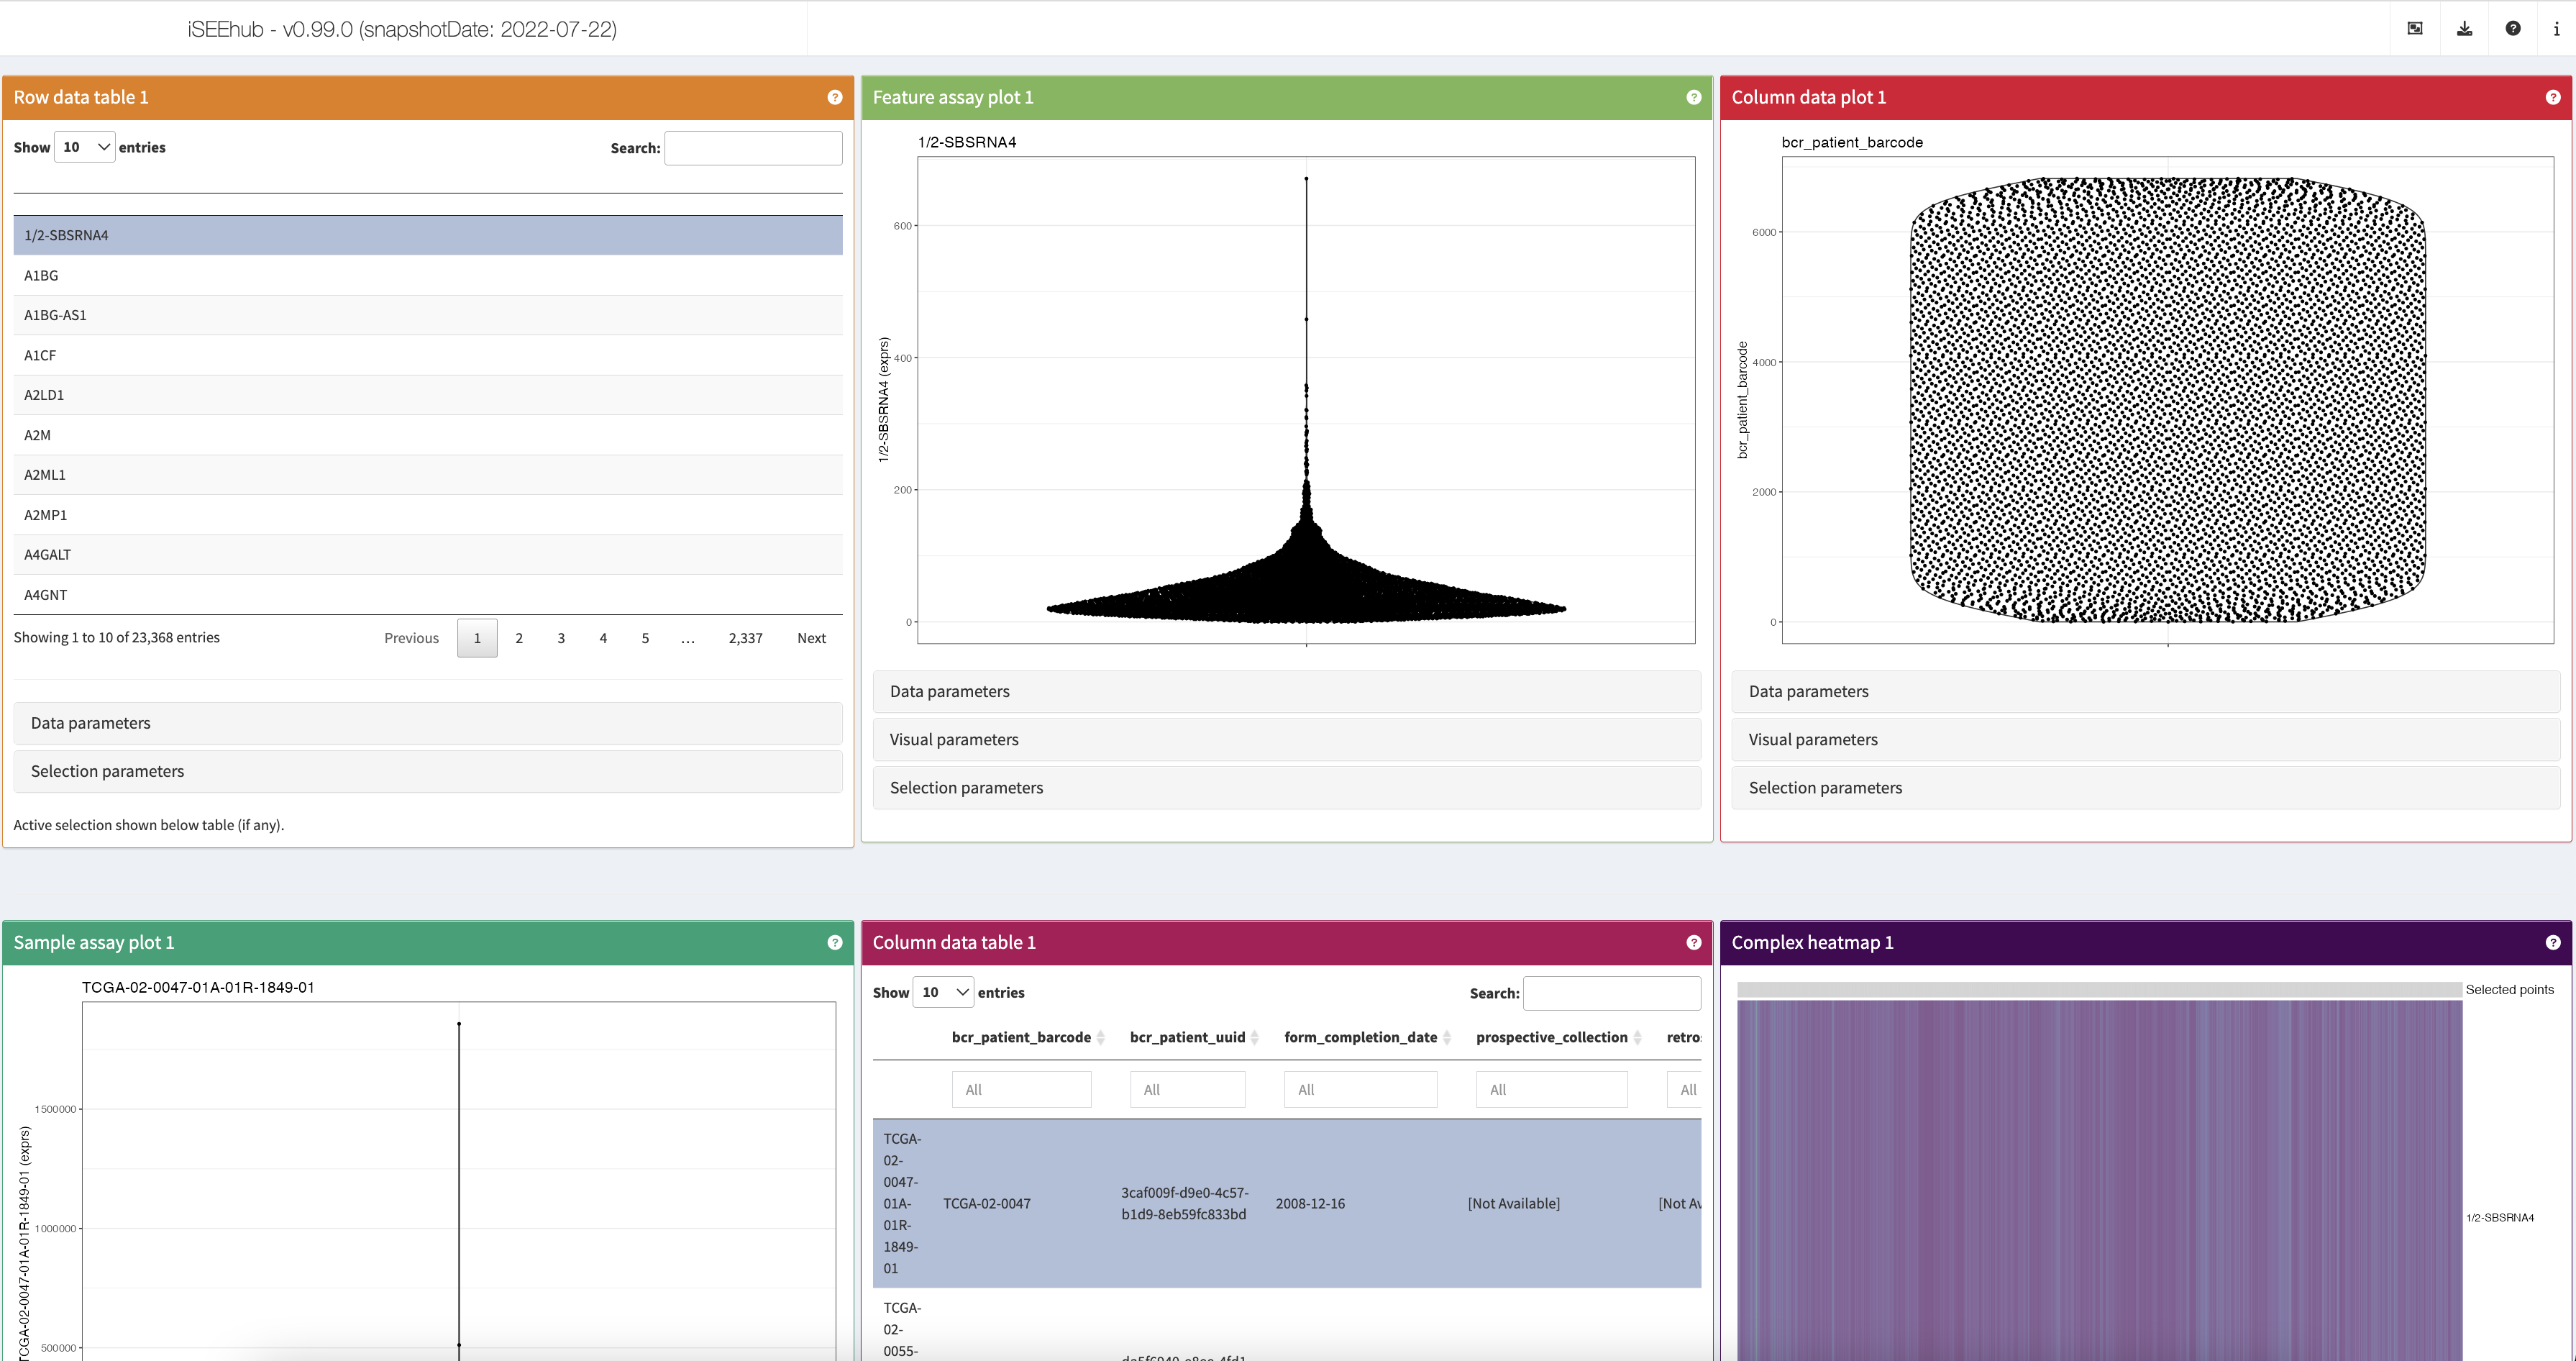 iSEEhub - v0.99.0 (snapshotDate: 2022-07-22)
Row data table 1
Show 10 entries
Search:
1/2-SBSRNA4
A1BG
A1BG-AS1
A1CF
A2LD1
A2M
A2ML1
A2MP1
A4GALT
A4GNT
Showing 1 to 10 of 23,368 entries
Previous 1 2 3 4 5 … 2,337 Next
Data parameters
Selection parameters
Active selection shown below table (if any).
Feature assay plot 1
1/2-SBSRNA4
1/2-SBSRNA4 (exprs)
600
400
200
0
Data parameters
Visual parameters
Selection parameters
Column data plot 1
bcr_patient_barcode
bcr_patient_barcode
6000
4000
2000
0
Data parameters
Visual parameters
Selection parameters
Sample assay plot 1
TCGA-02-0047-01A-01R-1849-01
TCGA-02-0047-01A-01R-1849-01 (exprs)
1500000
1000000
500000
Column data table 1
Show 10 entries
Search:
bcr_patient_barcode bcr_patient_uuid form_completion_date prospective_collection retro
All All All All All
TCGA-
02-
0047-
01A-
01R-
1849-
01
TCGA-02-0047
3caf009f-d9e0-4c57-
b1d9-8eb59fc833bd
2008-12-16
[Not Available]
[Not Av
TCGA-
02-
0055-
Complex heatmap 1
Selected points
1/2-SBSRNA4